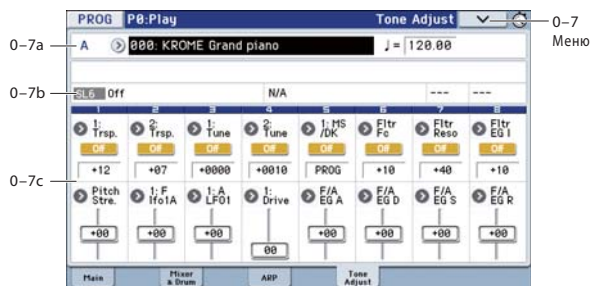 PROG P0:Play Tone Adjust
0–7
Меню
0–7a
A 000: KROME Grand piano ♩= 120.00
0–7b
SL6 Off N/A --- ---
1 2 3 4 5 6 7 8
0–7c
1: Trsp. 2: Trsp. 1: Tune 2: Tune 1: MS /DK Fltr Fc Fltr Reso Fltr EG I
Off Off Off Off Off Off Off Off
+12 +07 +0000 +0010 PROG +10 +40 +10
Pitch Stre. 1: F lfo1A 1: A LFO1 1: Drive F/A EG A F/A EG D F/A EG S F/A EG R
+00 +00 +00 00 +00 +00 +00 +00
Main Mixer & Drum ARP Tone Adjust